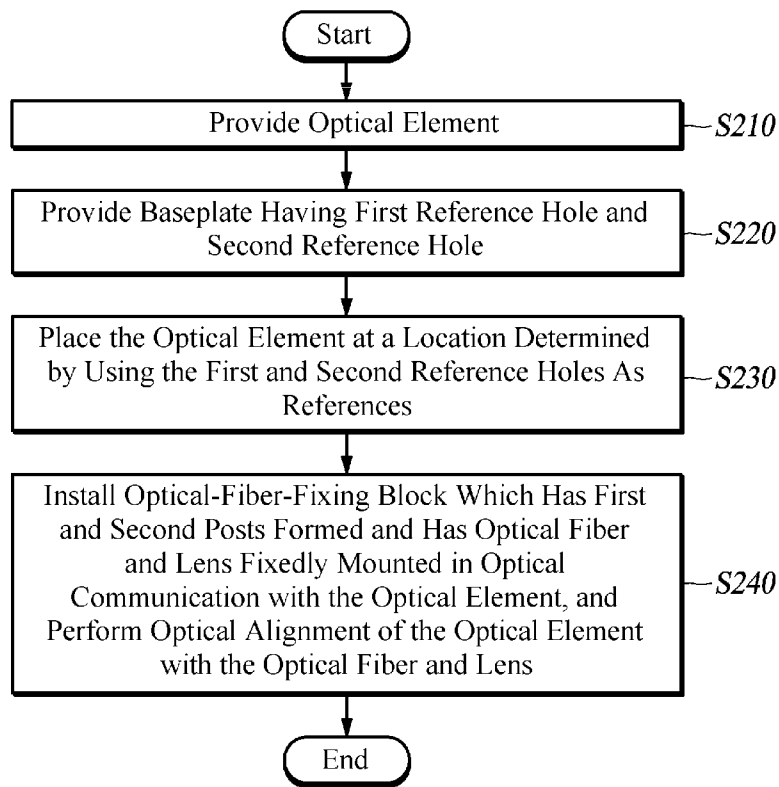 Start
Provide Optical Element
S210
Provide Baseplate Having First Reference Hole and
Second Reference Hole
S220
Place the Optical Element at a Location Determined
by Using the First and Second Reference Holes As
References
S230
Install Optical-Fiber-Fixing Block Which Has First
and Second Posts Formed and Has Optical Fiber
and Lens Fixedly Mounted in Optical
Communication with the Optical Element, and
Perform Optical Alignment of the Optical Element
with the Optical Fiber and Lens
S240
End